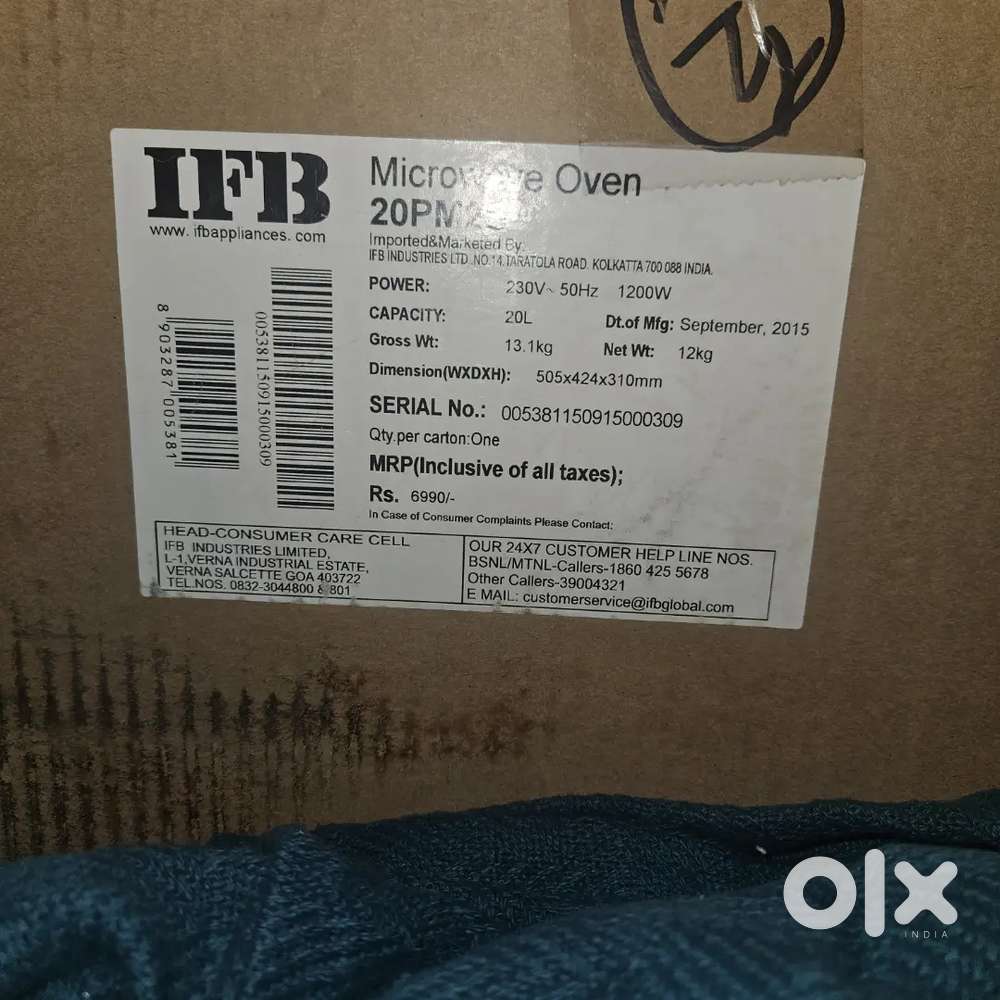 IFB
www. ifbappliances. com
Microwave Oven
Imported&Marketed By:
IFB INDUSTRIES LTD .NO.14,TARATOLA ROAD. KOLKATTA 700 088 INDIA.
POWER: 230V~ 50Hz 1200W
CAPACITY: 20L Dt.of Mfg: September, 2015
Gross Wt: 13.1kg Net Wt: 12kg
Dimension(WXDXH): 505x424x310mm
SERIAL No.: 005381150915000309
Qty.per carton:One
MRP(Inclusive of all taxes);
Rs. 6990/-
In Case of Consumer Complaints Please Contact:
8 903287 005381
005381150915000309
HEAD-CONSUMER CARE CELL
IFB INDUSTRIES LIMITED,
L-1,VERNA INDUSTRIAL ESTATE,
VERNA SALCETTE GOA 403722
TEL.NOS. 0832-3044800 & 801
OUR 24X7 CUSTOMER HELP LINE NOS.
BSNL/MTNL-Callers-1860 425 5678
Other Callers-39004321
E MAIL: customerservice@ifbglobal.com
olx
INDIA